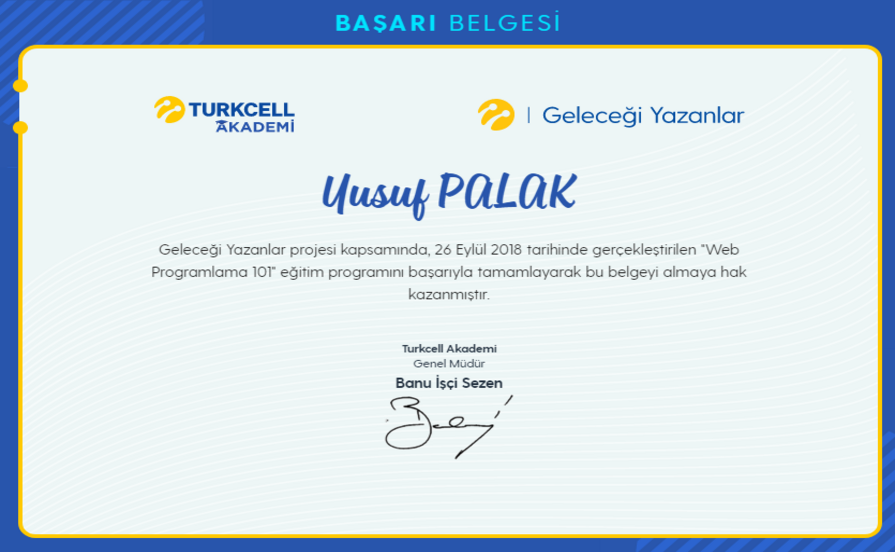 BAŞARI BELGESİ
TURKCELL
AKADEMİ
Geleceği Yazanlar
Yusuf PALAK
Geleceği Yazanlar projesi kapsamında, 26 Eylül 2018 tarihinde gerçekleştirilen "Web
Programlama 101" eğitim programını başarıyla tamamlayarak bu belgeyi almaya hak
kazanmıştır.
Turkcell Akademi
Genel Müdür
Banu İşçi Sezen